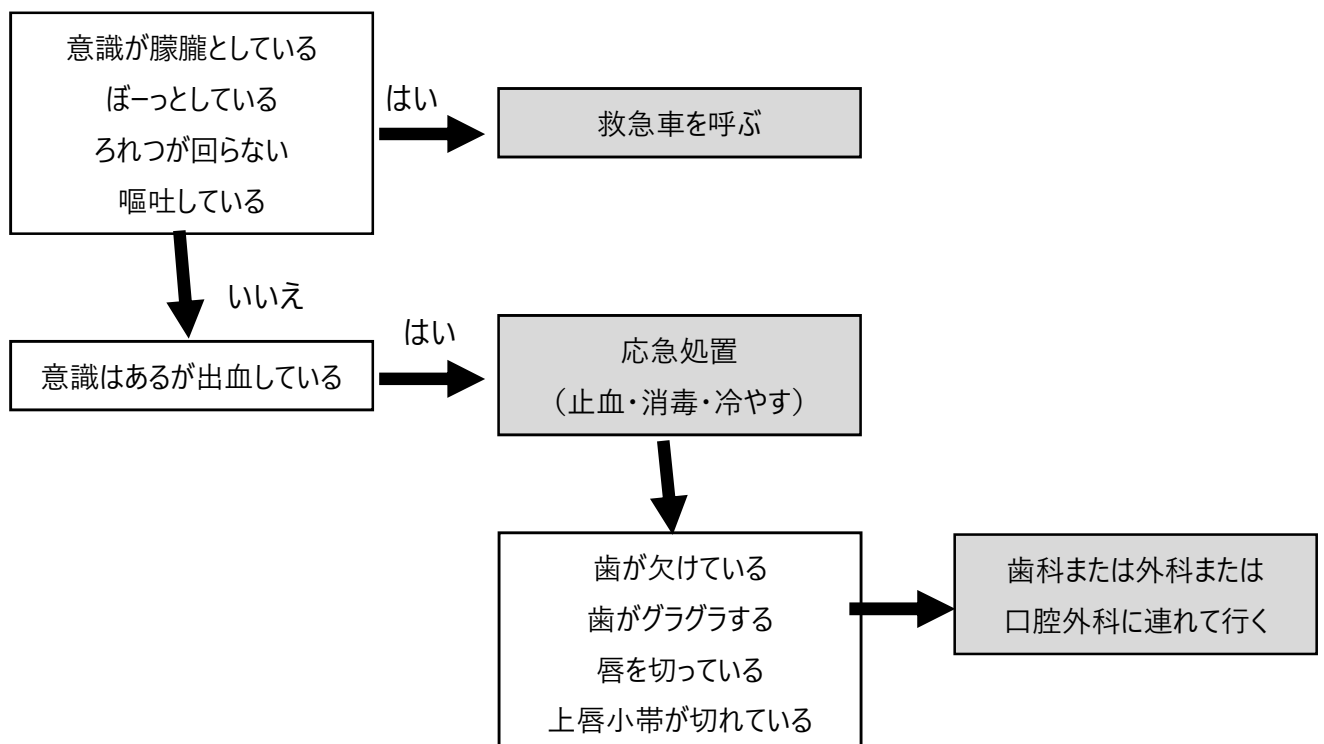 意識が朦朧としている
ぼーっとしている
ろれつが回らない
嘔吐している
はい
救急車を呼ぶ
いいえ
意識はあるが出血している
はい
応急処置
（止血・消毒・冷やす）
歯が欠けている
歯がグラグラする
唇を切っている
上唇小帯が切れている
歯科または外科または
口腔外科に連れて行く